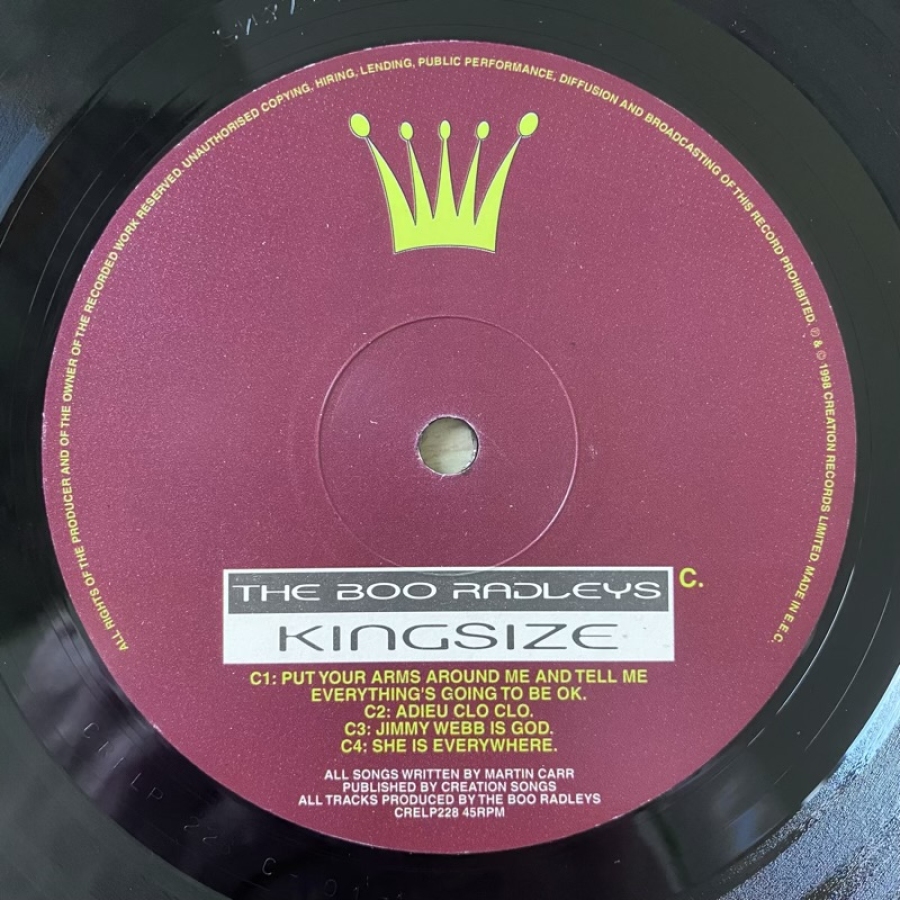 ALL RIGHTS OF THE PRODUCER AND OF THE OWNER OF THE RECORDED WORK RESERVED. UNAUTHORISED COPYING, HIRING, LENDING, PUBLIC PERFORMANCE, DIFFUSION AND BROADCASTING OF THIS RECORD PROHIBITED. ℗ & © 1998 CREATION RECORDS LIMITED MADE IN E.E.C.
THE BOO RADLEYS C.
KINGSIZE
C1: PUT YOUR ARMS AROUND ME AND TELL ME
EVERYTHING'S GOING TO BE OK.
C2: ADIEU CLO CLO.
C3: JIMMY WEBB IS GOD.
C4: SHE IS EVERYWHERE.
ALL SONGS WRITTEN BY MARTIN CARR
PUBLISHED BY CREATION SONGS
ALL TRACKS PRODUCED BY THE BOO RADLEYS
CRELP228 45RPM